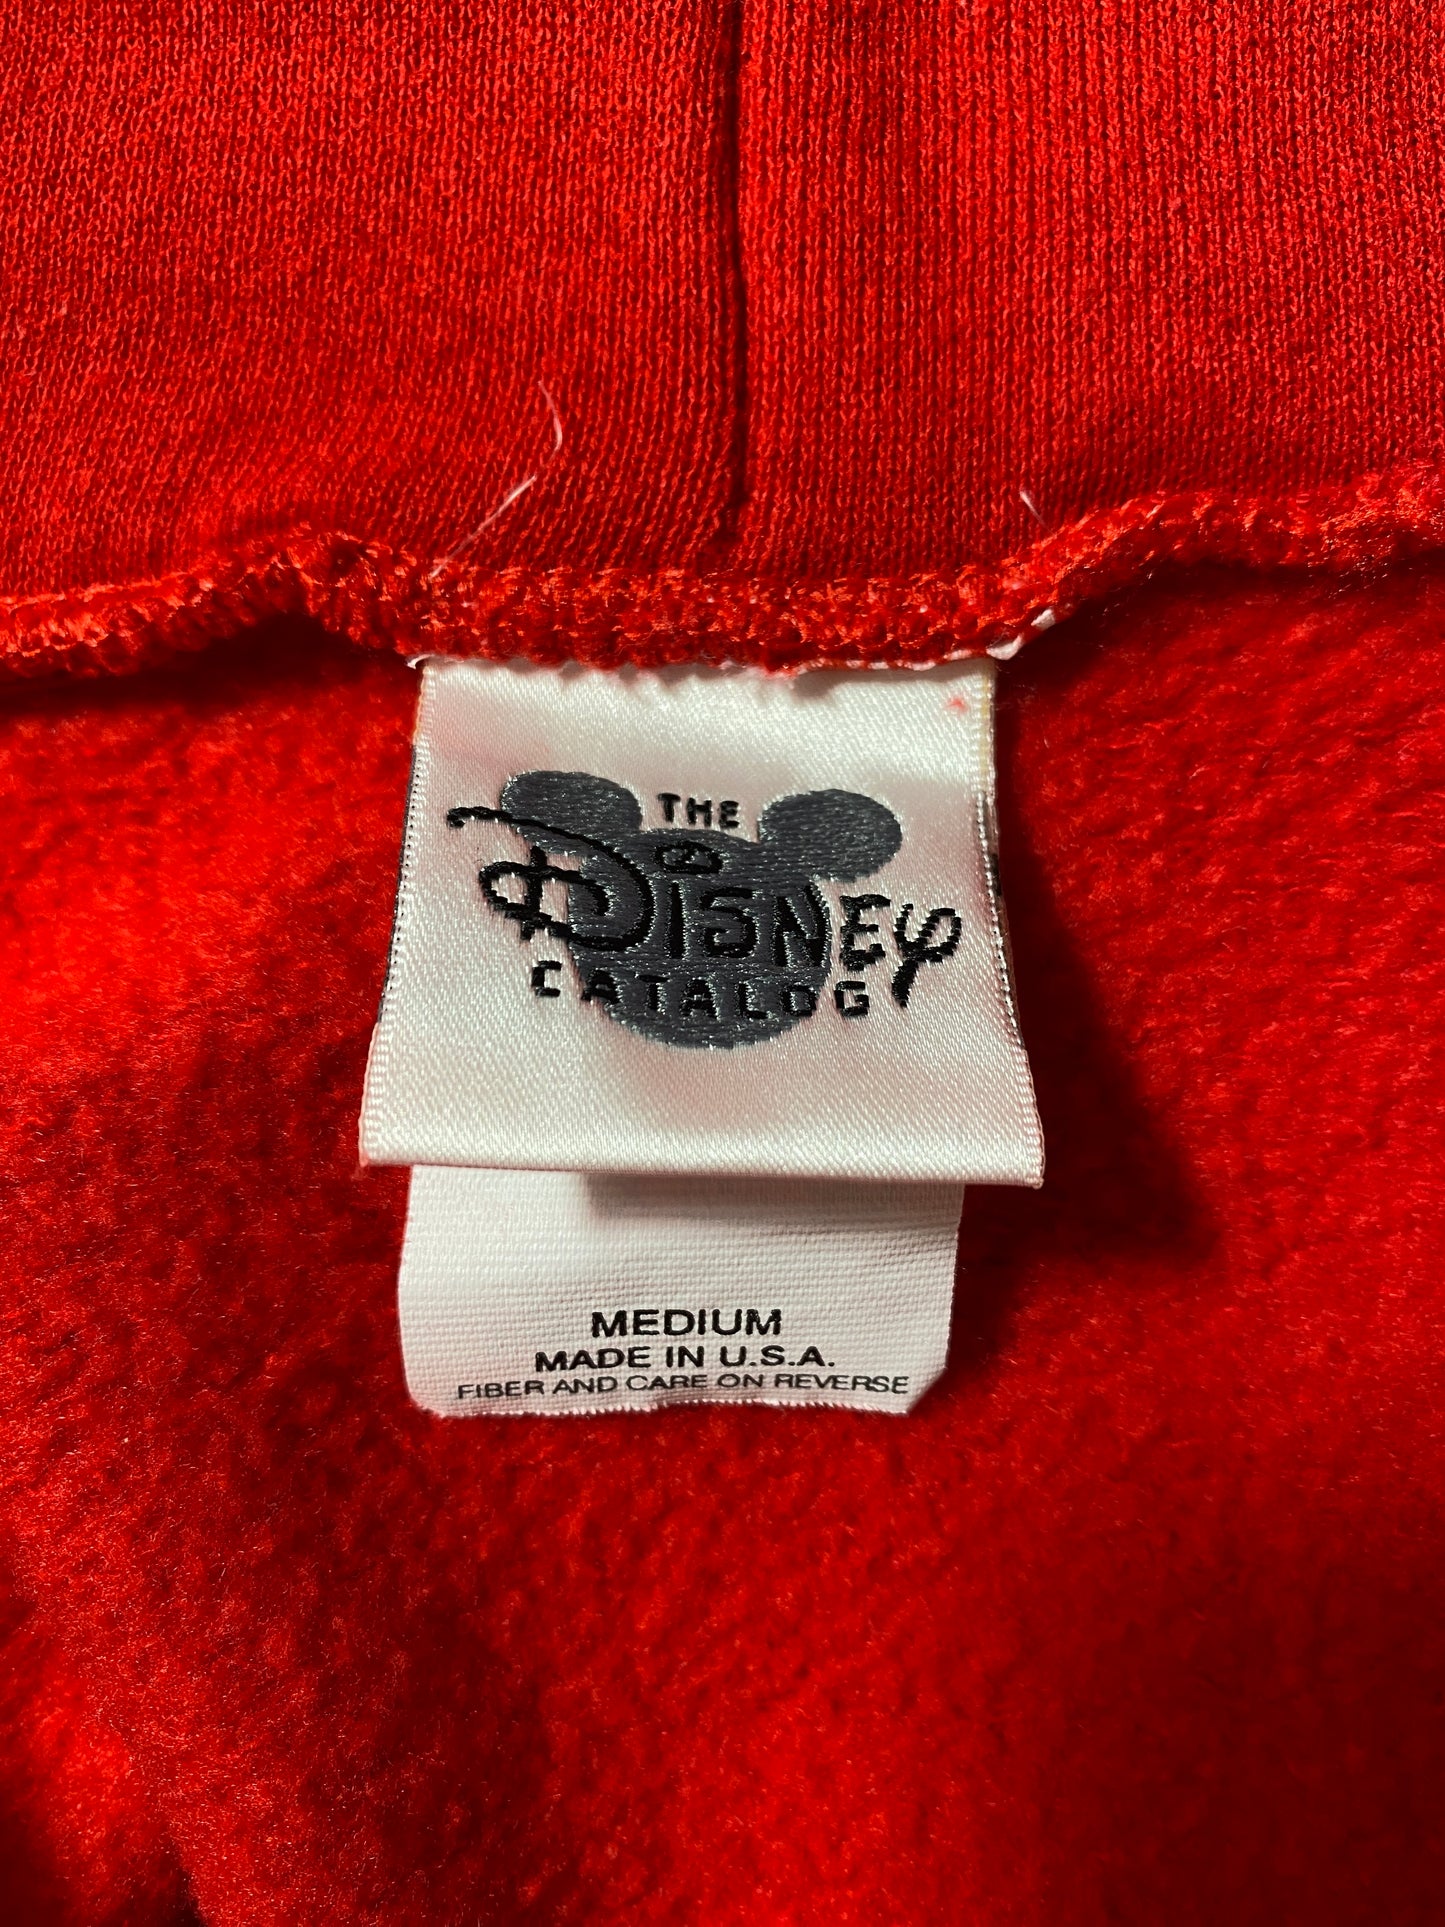 THE
DISNEY
CATALOG
MEDIUM
MADE IN U.S.A.
FIBER AND CARE ON REVERSE